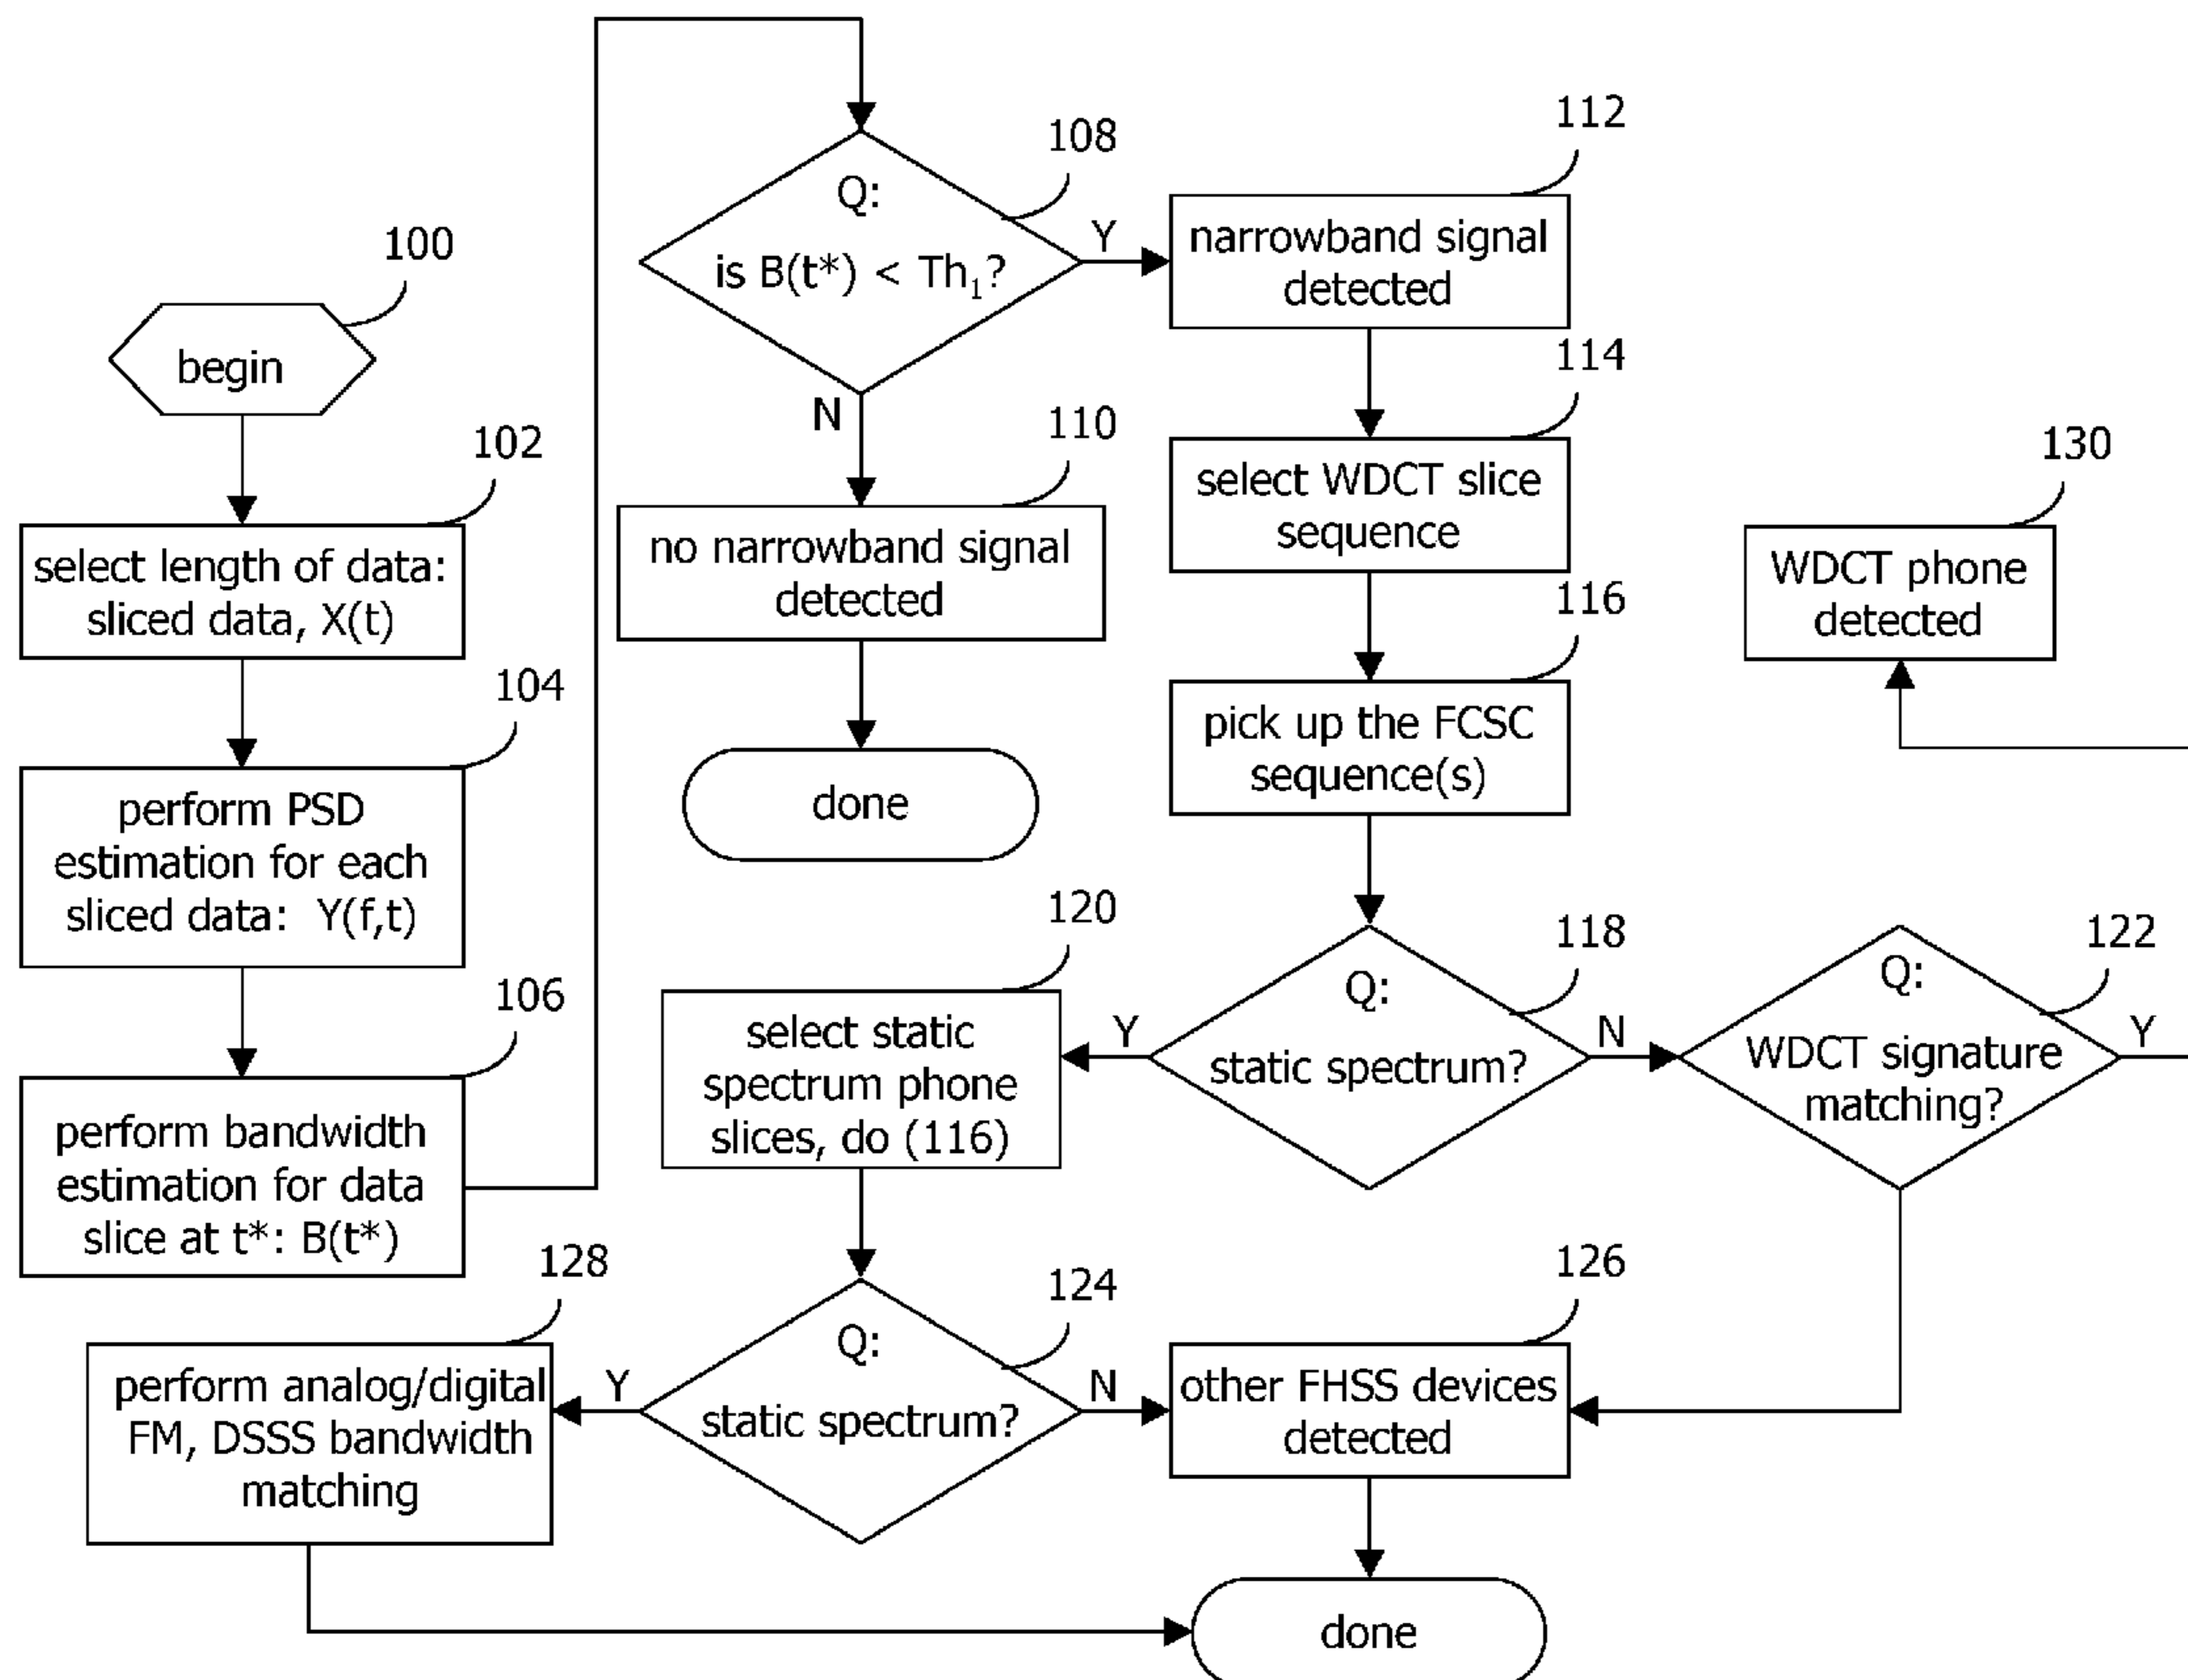 100
begin
102
select length of data:
sliced data, X(t)
104
perform PSD
estimation for each
sliced data: Y(f,t)
106
perform bandwidth
estimation for data
slice at t*: B(t*)
108
Q:
is B(t*) < Th₁?
Y
N
110
no narrowband signal
detected
done
112
narrowband signal
detected
114
select WDCT slice
sequence
116
pick up the FCSC
sequence(s)
118
Q:
static spectrum?
Y
N
120
select static
spectrum phone
slices, do (116)
122
Q:
WDCT signature
matching?
Y
130
WDCT phone
detected
124
Q:
static spectrum?
Y
N
126
other FHSS devices
detected
128
perform analog/digital
FM, DSSS bandwidth
matching
done